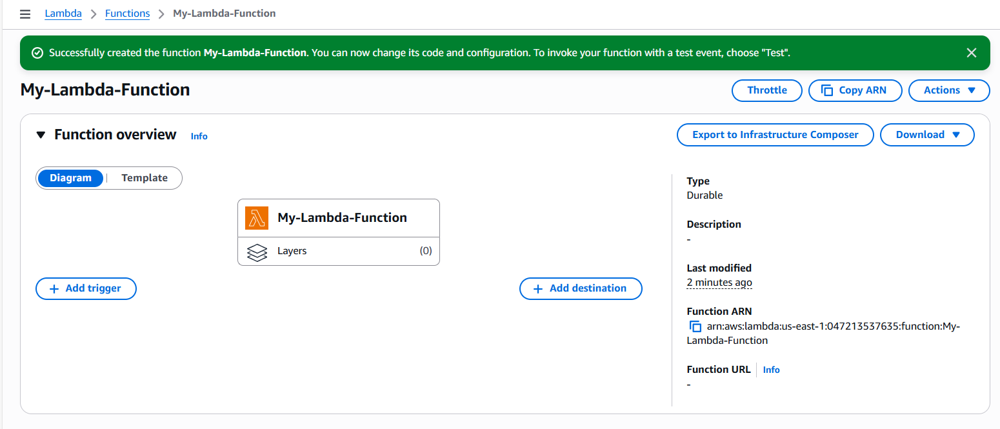 Lambda > Functions > My-Lambda-Function
Successfully created the function My-Lambda-Function. You can now change its code and configuration. To invoke your function with a test event, choose "Test".
My-Lambda-Function
Throttle
Copy ARN
Actions
Function overview Info
Export to Infrastructure Composer
Download
Diagram
Template
My-Lambda-Function
Layers (0)
+ Add trigger
+ Add destination
Type
Durable
Description
-
Last modified
2 minutes ago
Function ARN
arn:aws:lambda:us-east-1:047213537635:function:My-
Lambda-Function
Function URL Info
-